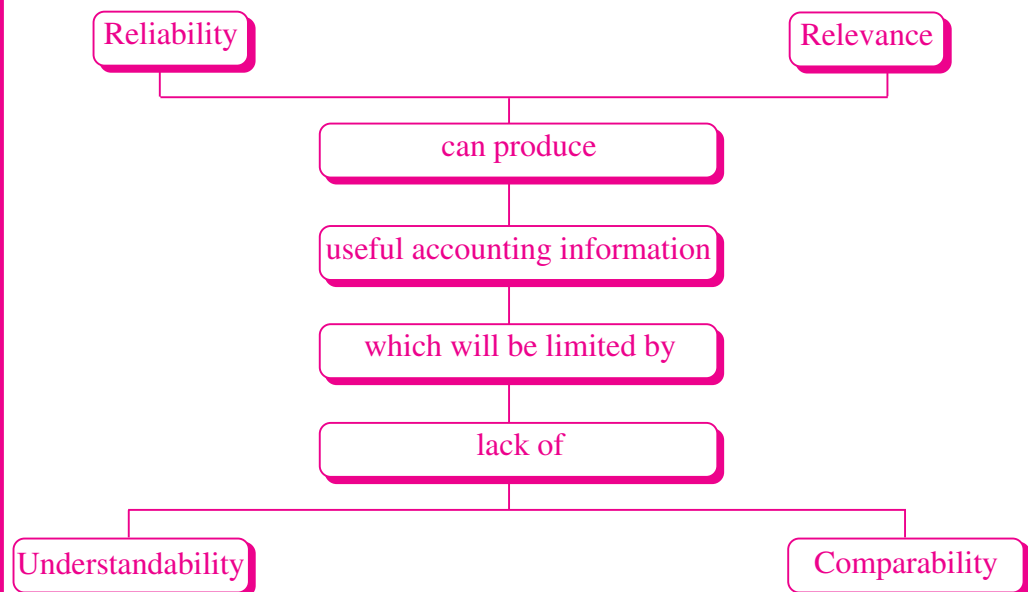 Reliability
Relevance
can produce
useful accounting information
which will be limited by
lack of
Understandability
Comparability